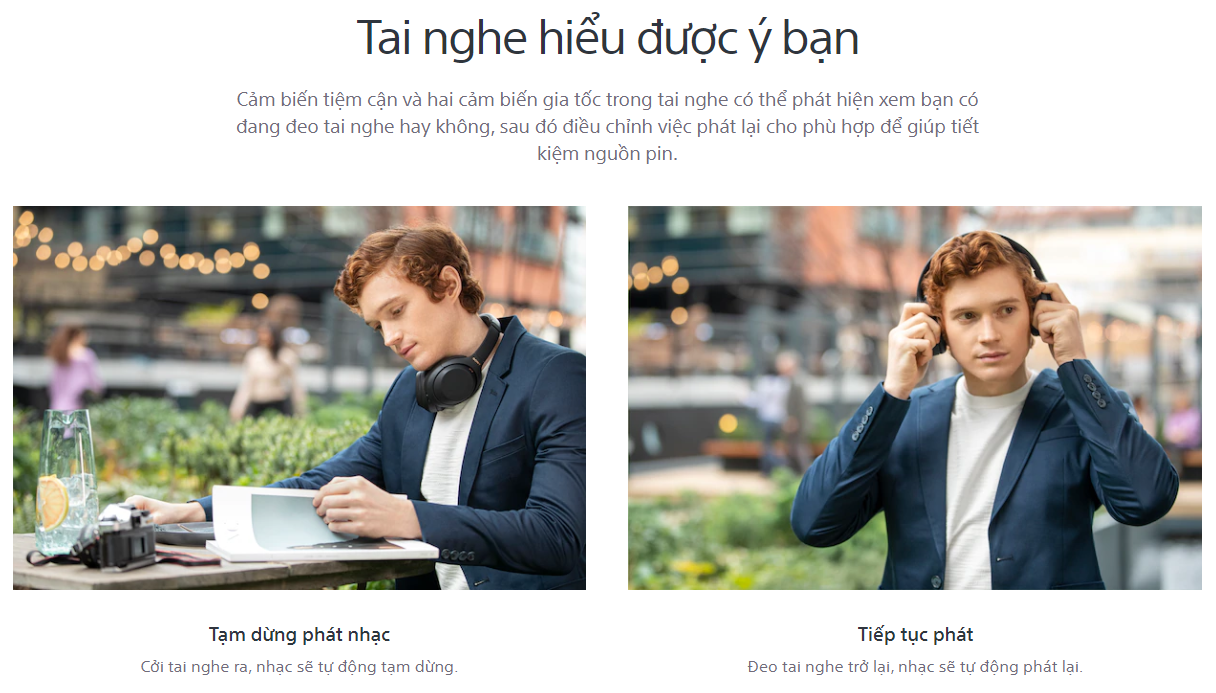 Tai nghe hiểu được ý bạn
Cảm biến tiệm cận và hai cảm biến gia tốc trong tai nghe có thể phát hiện xem bạn có
đang đeo tai nghe hay không, sau đó điều chỉnh việc phát lại cho phù hợp để giúp tiết
kiệm nguồn pin.
Tạm dừng phát nhạc
Cởi tai nghe ra, nhạc sẽ tự động tạm dừng.
Tiếp tục phát
Đeo tai nghe trở lại, nhạc sẽ tự động phát lại.